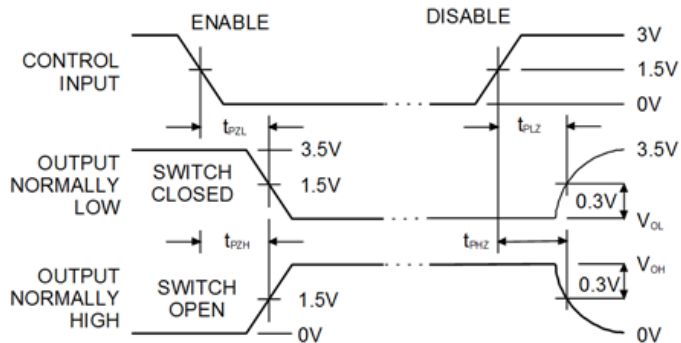 ENABLE
DISABLE
CONTROL
INPUT
3V
1.5V
0V
tPZL
tPLZ
OUTPUT
NORMALLY
LOW
SWITCH
CLOSED
3.5V
1.5V
3.5V
0.3V
VOL
tPZH
tPHZ
OUTPUT
NORMALLY
HIGH
SWITCH
OPEN
1.5V
0V
VOH
0.3V
0V